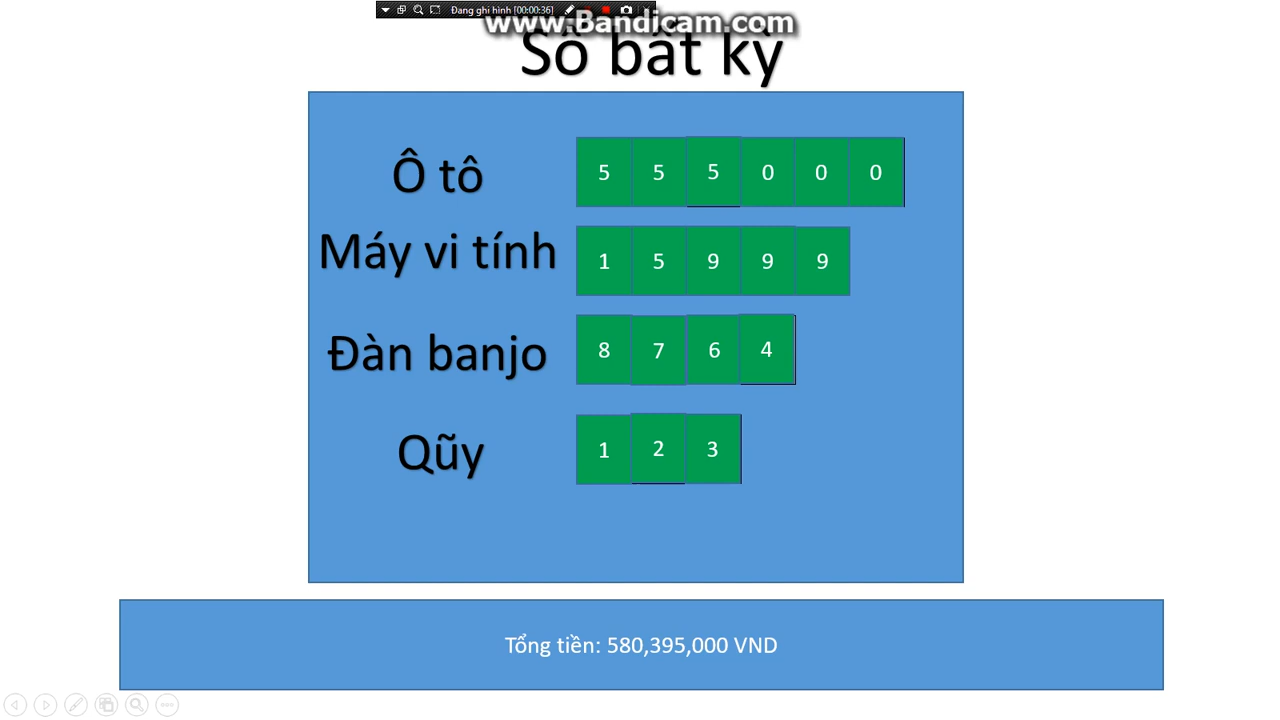 Đang ghi hình [00:00:36]
www.Bandicam.com
Số bất kỳ
Ô tô 5 5 5 0 0 0
Máy vi tính 1 5 9 9 9
Đàn banjo 8 7 6 4
Qũy 1 2 3
Tổng tiền: 580,395,000 VND